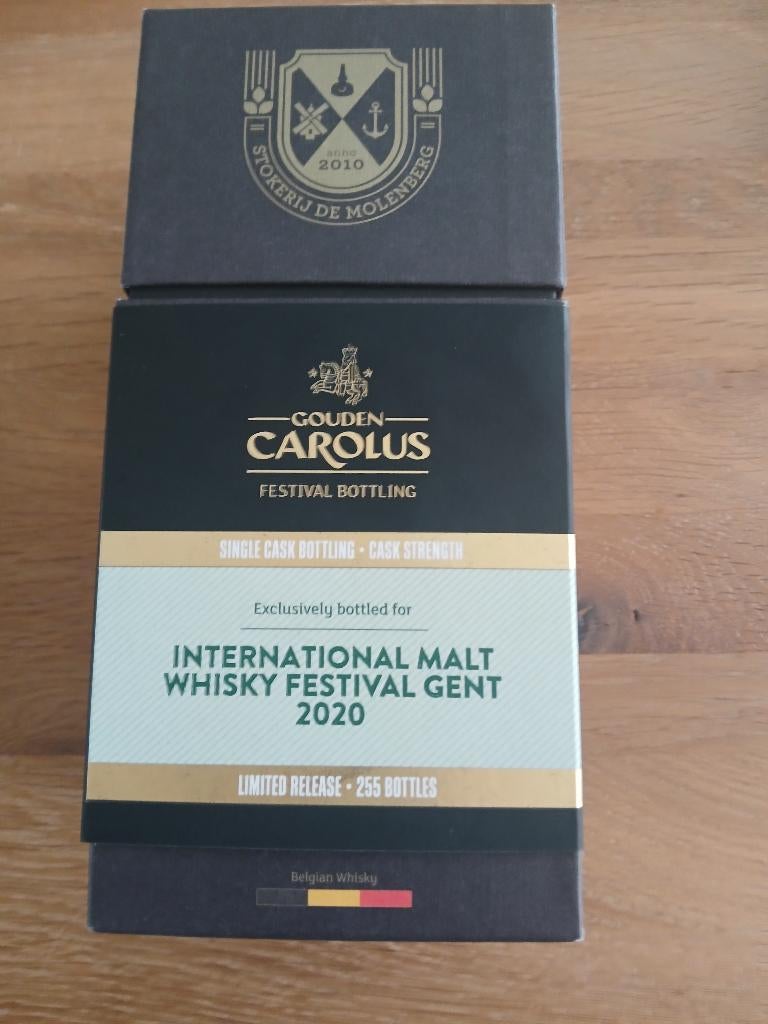 anno
2010
STOKERIJ DE MOLENBERG
GOUDEN
CAROLUS
FESTIVAL BOTTLING
SINGLE CASK BOTTLING • CASK STRENGTH
Exclusively bottled for
INTERNATIONAL MALT
WHISKY FESTIVAL GENT
2020
LIMITED RELEASE • 255 BOTTLES
Belgian Whisky